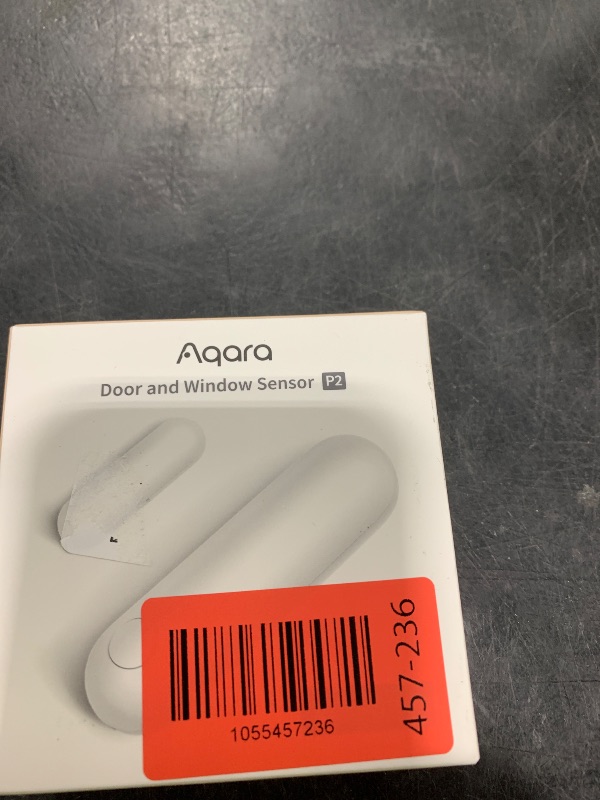 Aqara
Door and Window Sensor P2
1055457236
457-236